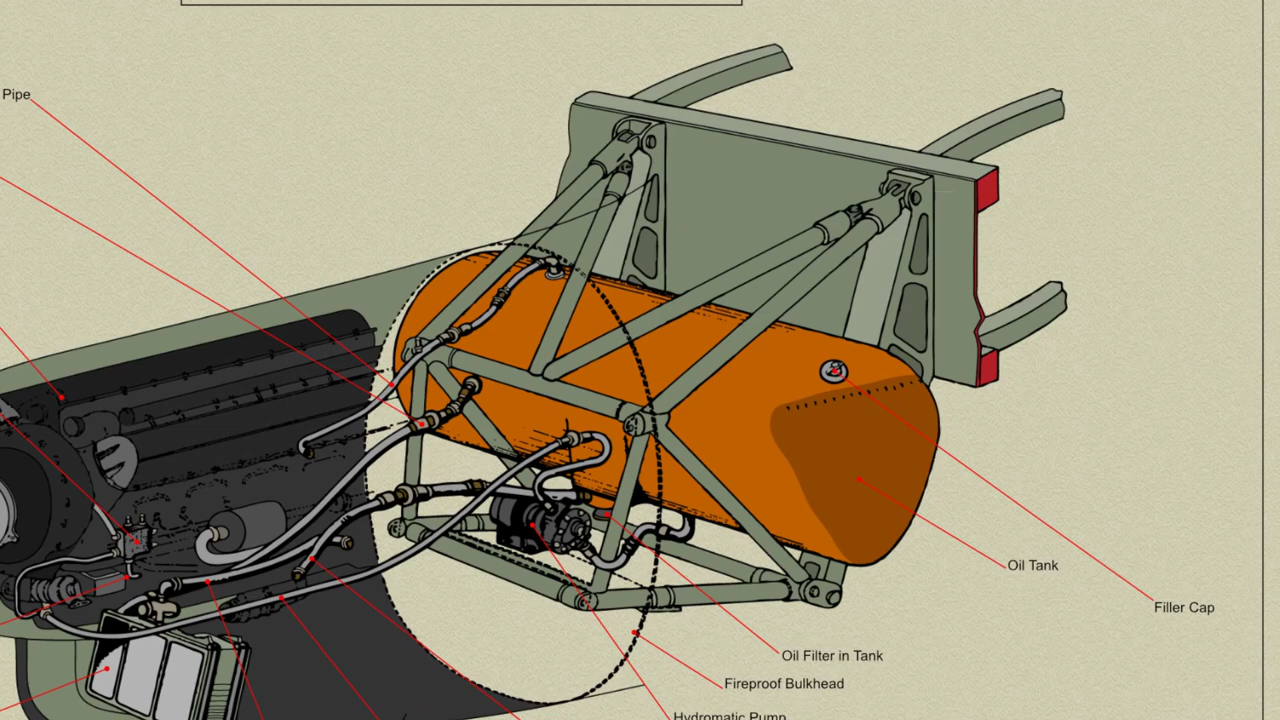 Pipe
Oil Tank
Filler Cap
Oil Filter in Tank
Fireproof Bulkhead
Hydromatic Pump